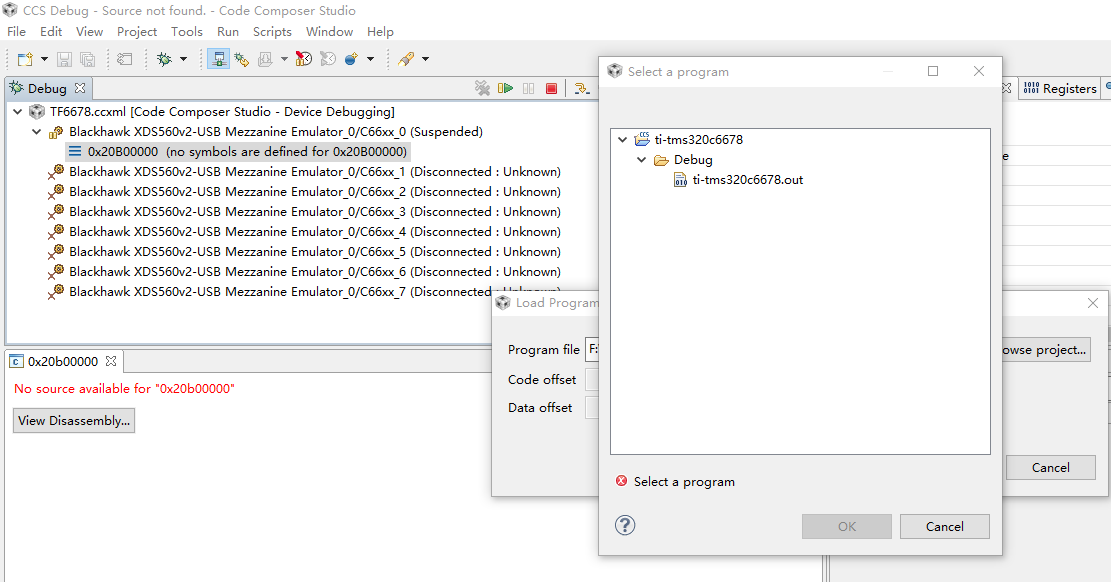 CCS Debug - Source not found. - Code Composer Studio
File Edit View Project Tools Run Scripts Window Help
Debug
TF6678.ccxml [Code Composer Studio - Device Debugging]
Blackhawk XDS560v2-USB Mezzanine Emulator_0/C66xx_0 (Suspended)
0x20B00000 (no symbols are defined for 0x20B00000)
Blackhawk XDS560v2-USB Mezzanine Emulator_0/C66xx_1 (Disconnected : Unknown)
Blackhawk XDS560v2-USB Mezzanine Emulator_0/C66xx_2 (Disconnected : Unknown)
Blackhawk XDS560v2-USB Mezzanine Emulator_0/C66xx_3 (Disconnected : Unknown)
Blackhawk XDS560v2-USB Mezzanine Emulator_0/C66xx_4 (Disconnected : Unknown)
Blackhawk XDS560v2-USB Mezzanine Emulator_0/C66xx_5 (Disconnected : Unknown)
Blackhawk XDS560v2-USB Mezzanine Emulator_0/C66xx_6 (Disconnected : Unknown)
Blackhawk XDS560v2-USB Mezzanine Emulator_0/C66xx_7 (Disconnected : Unknown)
0x20b00000
No source available for "0x20b00000"
View Disassembly...
Registers
e
Load Program
Program file F:
owse project...
Code offset
Data offset
Cancel
Select a program
ti-tms320c6678
Debug
ti-tms320c6678.out
Select a program
OK Cancel